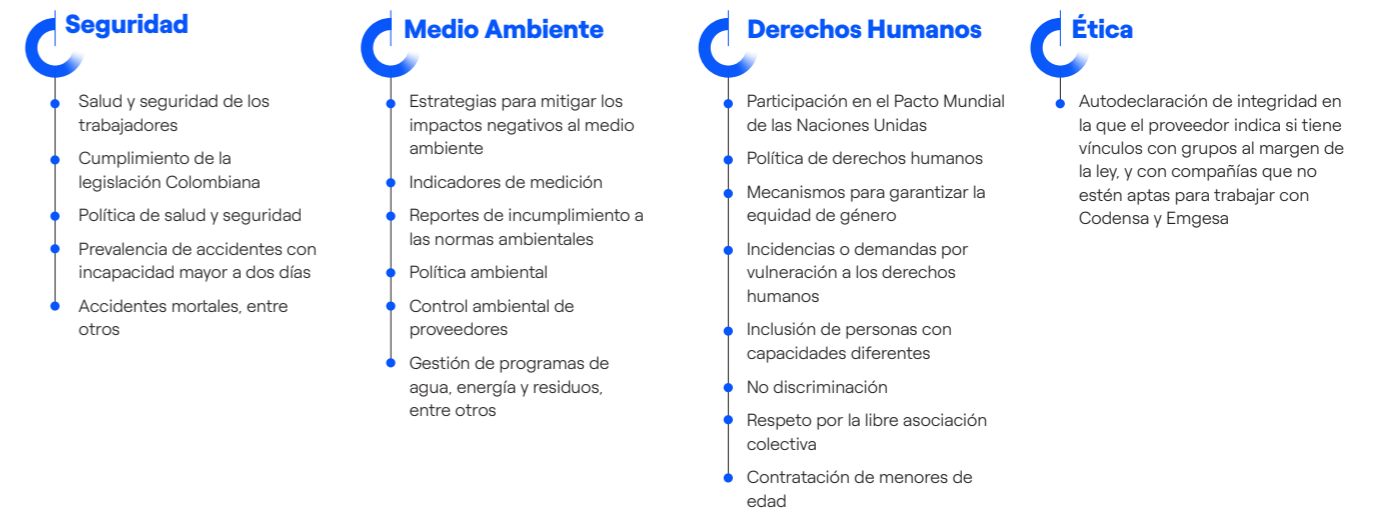 Seguridad
Salud y seguridad de los
trabajadores
Cumplimiento de la
legislación Colombiana
Política de salud y seguridad
Prevalencia de accidentes con
incapacidad mayor a dos días
Accidentes mortales, entre
otros
Medio Ambiente
Estrategias para mitigar los
impactos negativos al medio
ambiente
Indicadores de medición
Reportes de incumplimiento a
las normas ambientales
Política ambiental
Control ambiental de
proveedores
Gestión de programas de
agua, energía y residuos,
entre otros
Derechos Humanos
Participación en el Pacto Mundial
de las Naciones Unidas
Política de derechos humanos
Mecanismos para garantizar la
equidad de género
Incidencias o demandas por
vulneración a los derechos
humanos
Inclusión de personas con
capacidades diferentes
No discriminación
Respeto por la libre asociación
colectiva
Contratación de menores de
edad
Ética
Autodeclaración de integridad en
la que el proveedor indica si tiene
vínculos con grupos al margen de
la ley, y con compañías que no
estén aptas para trabajar con
Codensa y Emgesa